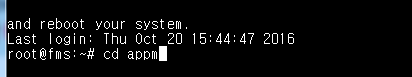 and reboot your system.
Last login: Thu Oct 20 15:44:47 2016
root@fms:~# cd appm